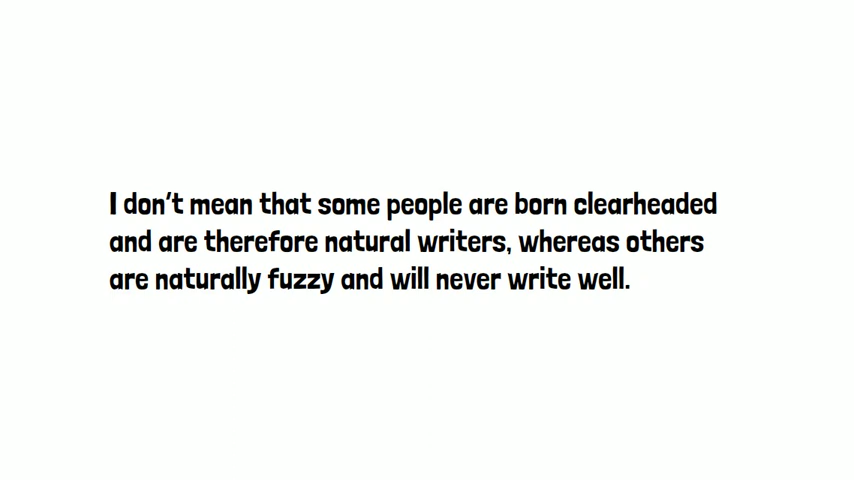 I don't mean that some people are born clearheaded
and are therefore natural writers, whereas others
are naturally fuzzy and will never write well.